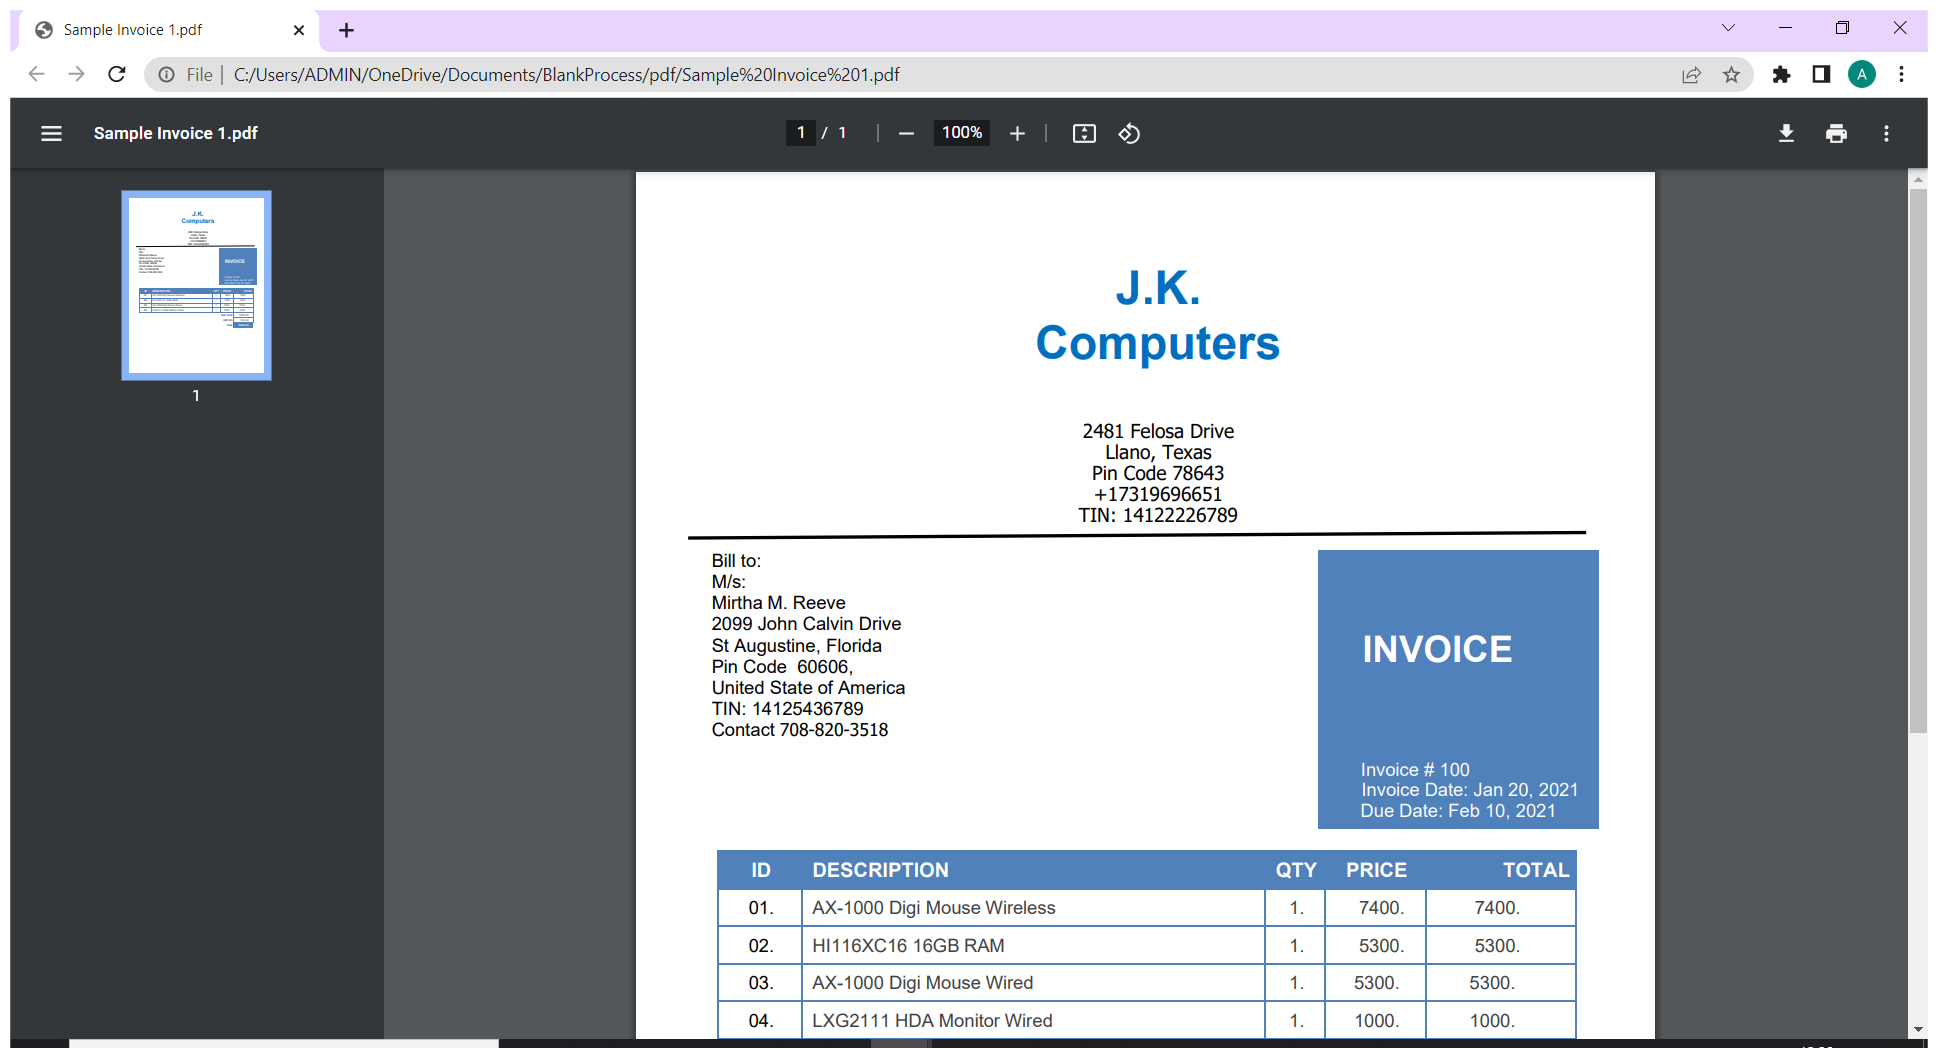 Sample Invoice 1.pdf
File | C:/Users/ADMIN/OneDrive/Documents/BlankProcess/pdf/Sample%20Invoice%201.pdf
A
Sample Invoice 1.pdf
1 / 1
100%
J.K.
Computers
INVOICE
1
J.K.
Computers
2481 Felosa Drive
Llano, Texas
Pin Code 78643
+17319696651
TIN: 14122226789
Bill to:
M/s:
Mirtha M. Reeve
2099 John Calvin Drive
St Augustine, Florida
Pin Code 60606,
United State of America
TIN: 14125436789
Contact 708-820-3518
INVOICE
Invoice # 100
Invoice Date: Jan 20, 2021
Due Date: Feb 10, 2021
ID DESCRIPTION QTY PRICE TOTAL
01. AX-1000 Digi Mouse Wireless 1. 7400. 7400.
02. HI116XC16 16GB RAM 1. 5300. 5300.
03. AX-1000 Digi Mouse Wired 1. 5300. 5300.
04. LXG2111 HDA Monitor Wired 1. 1000. 1000.